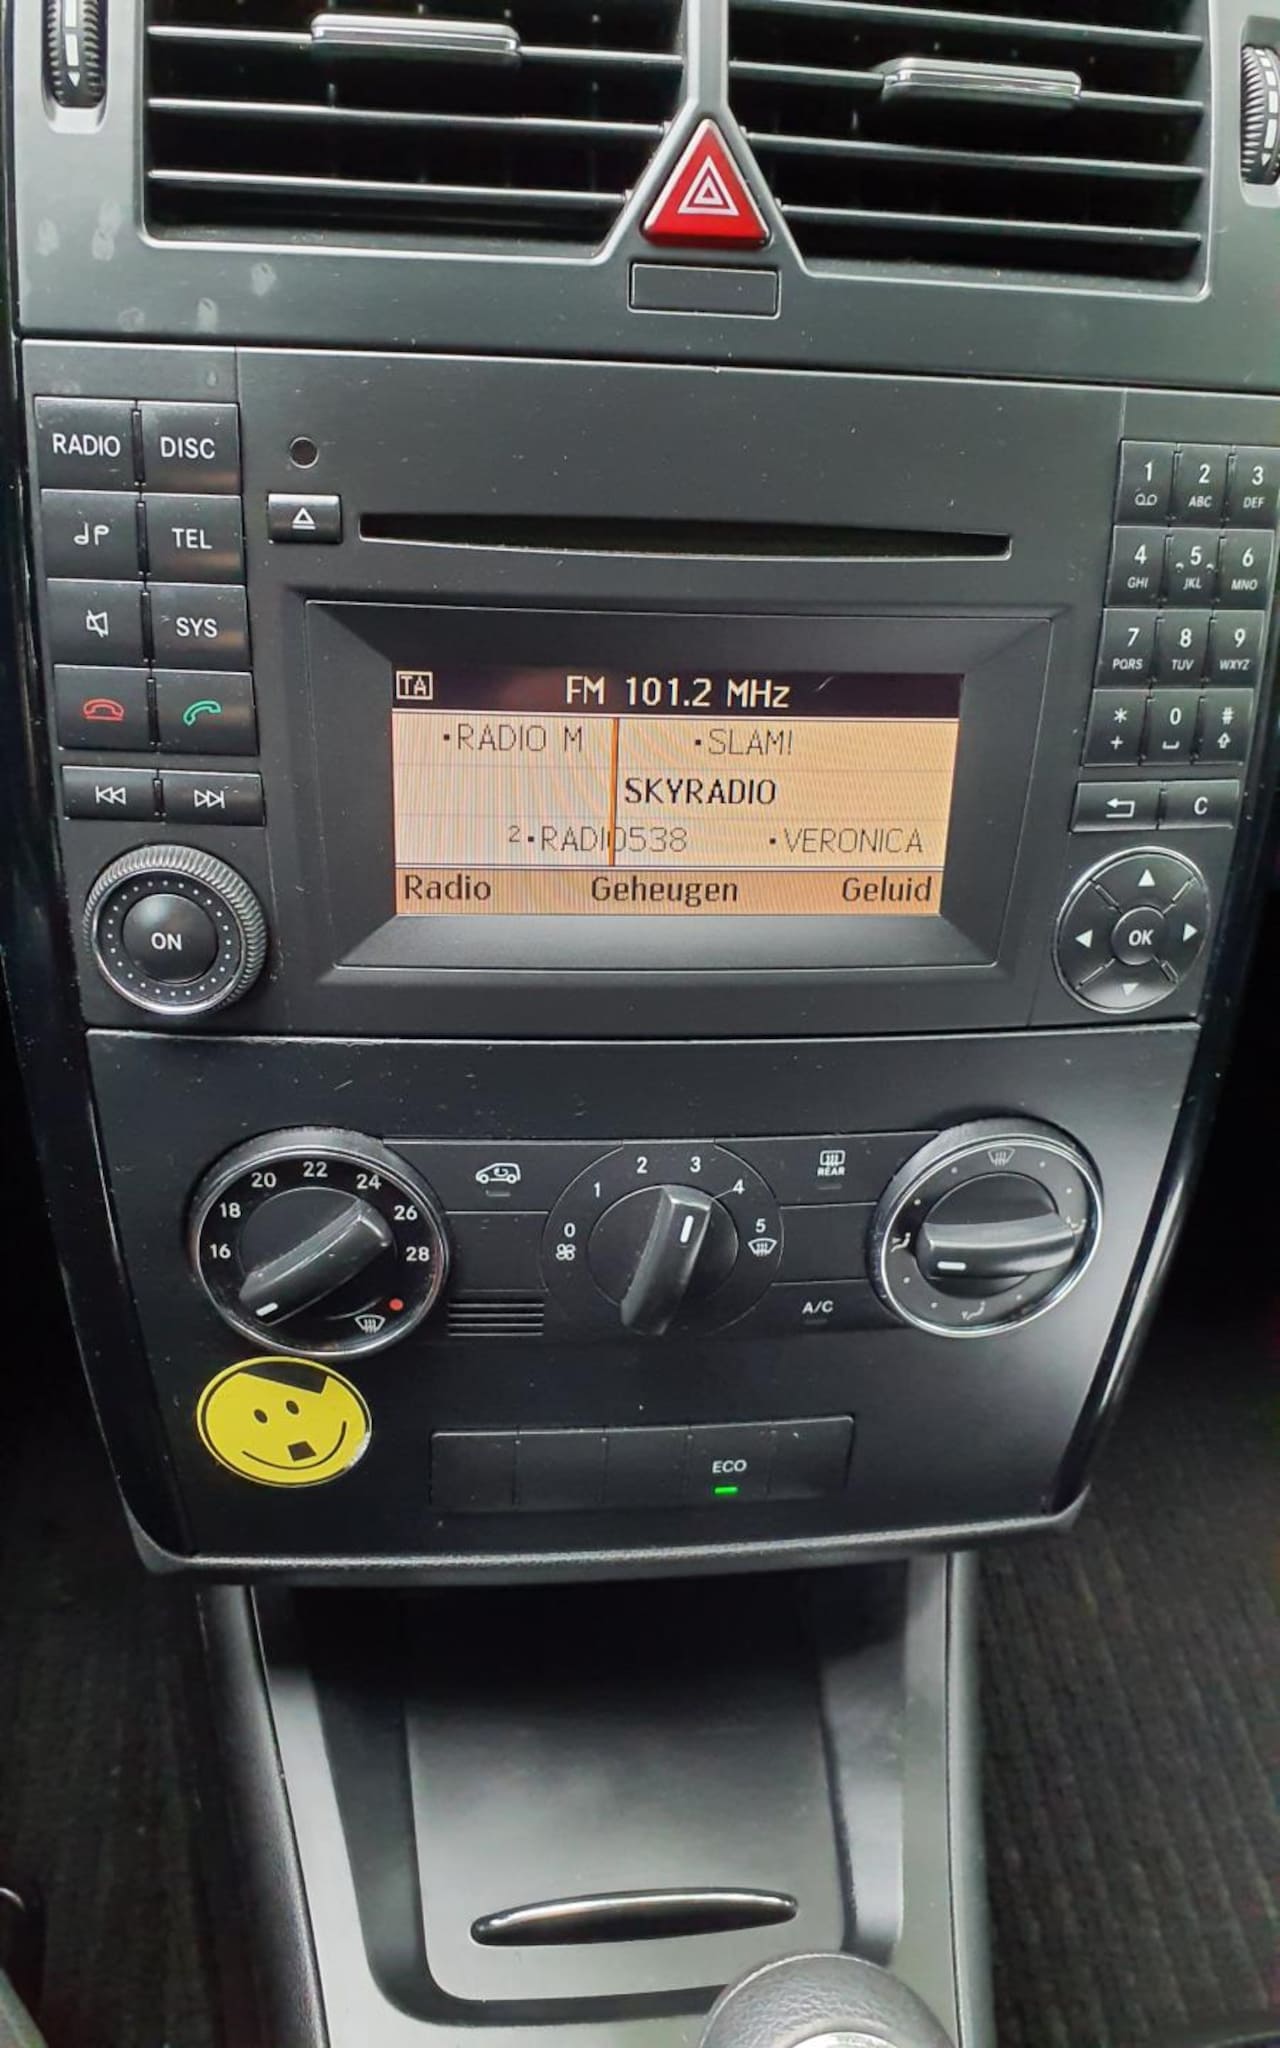 RADIO DISC
TEL
SYS
ON
1 2 ABC 3 DEF
4 GHI 5 JKL 6 MNO
7 PQRS 8 TUV 9 WXYZ
* 0 #
+
C
OK
TA FM 101.2 MHz
•RADIO M •SLAM!
SKYRADIO
2•RADIO538 •VERONICA
Radio Geheugen Geluid
16 18 20 22 24 26 28
0 1 2 3 4 5
REAR
A/C
ECO